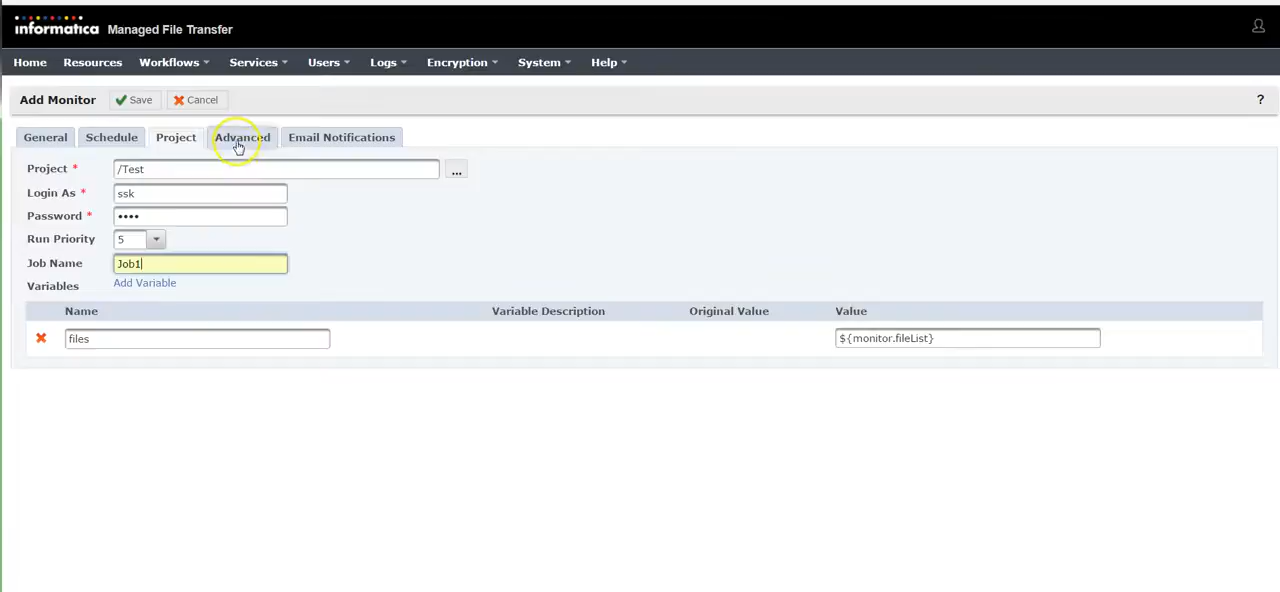 informatica Managed File Transfer
Home Resources Workflows Services Users Logs Encryption System Help
Add Monitor Save Cancel ?
General Schedule Project Advanced Email Notifications
Project * /Test ...
Login As * ssk
Password * ••••
Run Priority 5
Job Name Job1
Variables Add Variable
Name Variable Description Original Value Value
files ${monitor.fileList}